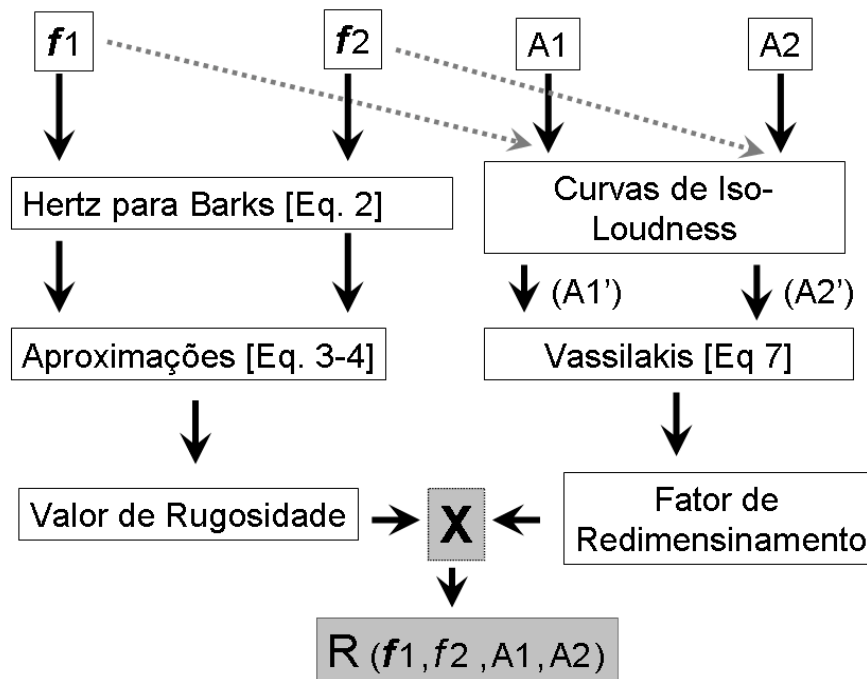 f1
f2
A1
A2
Hertz para Barks [Eq. 2]
Curvas de Iso-
Loudness
(A1’)
(A2’)
Aproximações [Eq. 3-4]
Vassilakis [Eq 7]
Valor de Rugosidade
X
Fator de
Redimensinamento
R (f1,f2 ,A1,A2)